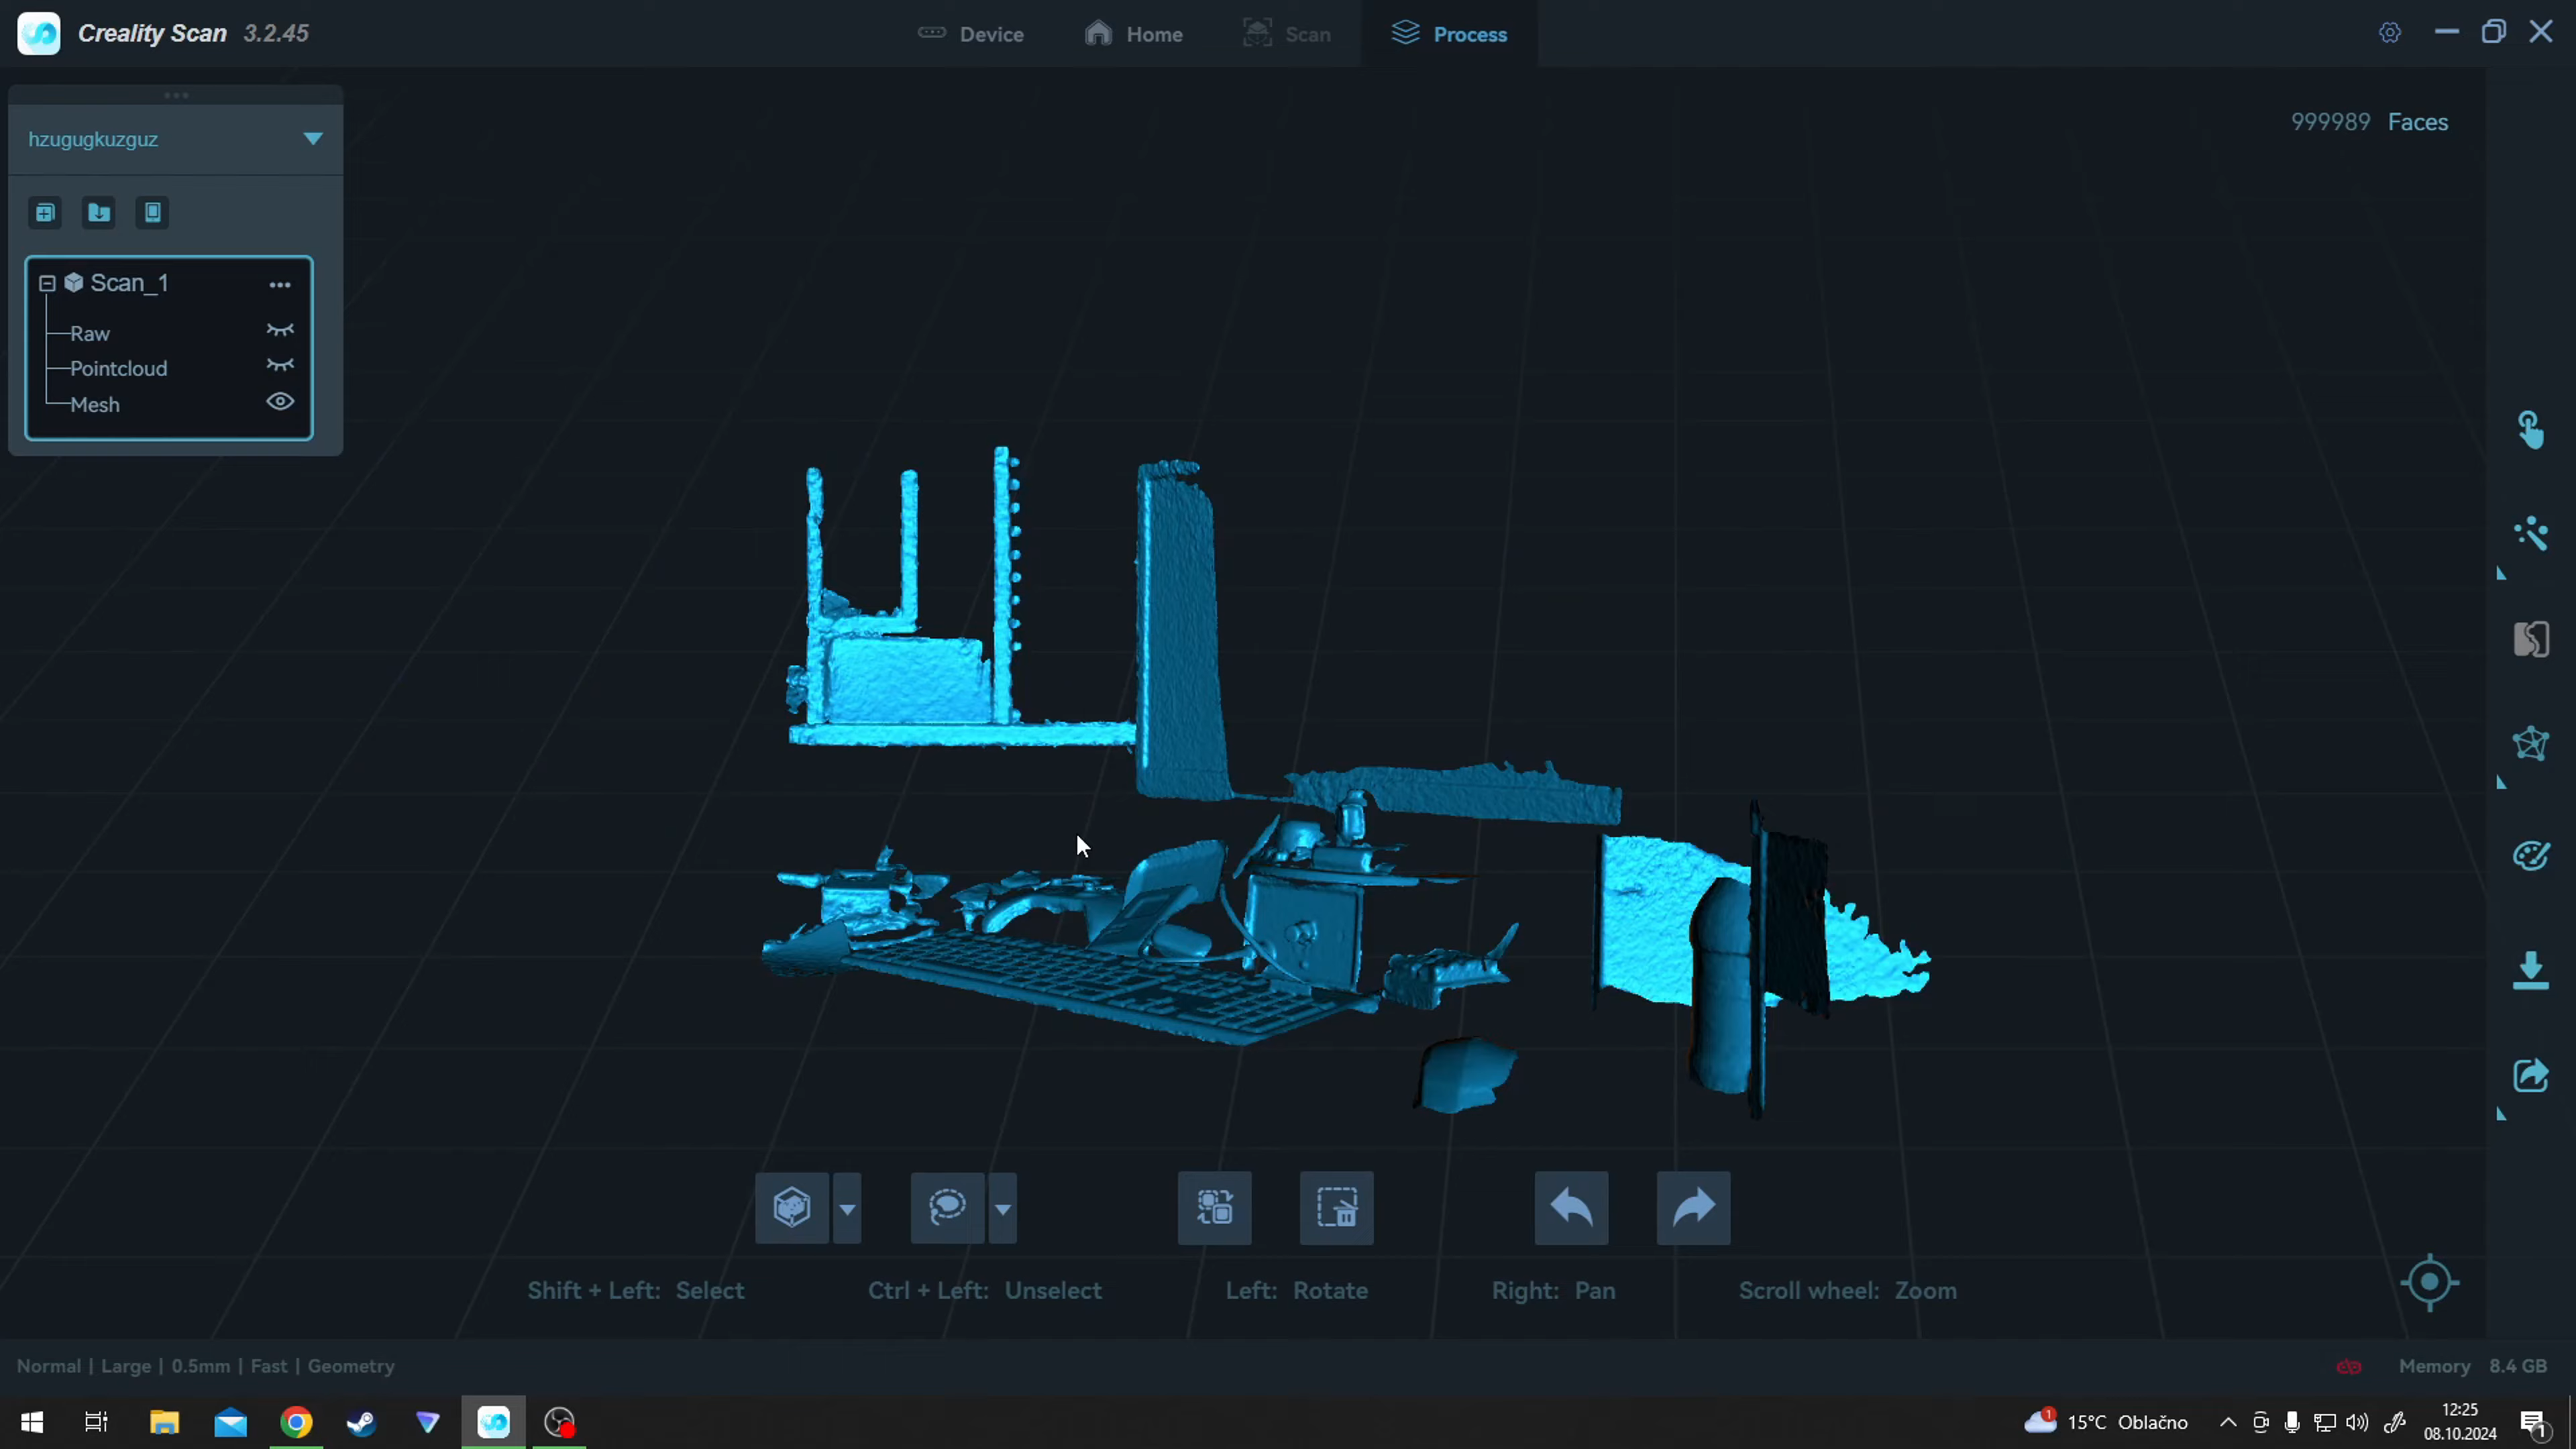 Creality Scan 3.2.45
Device
Home
Scan
Process
hzugugkuzguz
999989 Faces
Scan_1
Raw
Pointcloud
Mesh
Shift + Left: Select
Ctrl + Left: Unselect
Left: Rotate
Right: Pan
Scroll wheel: Zoom
Normal | Large | 0.5mm | Fast | Geometry
Memory 8.4 GB
1
15°C Oblačno
12:25
08.10.2024
1